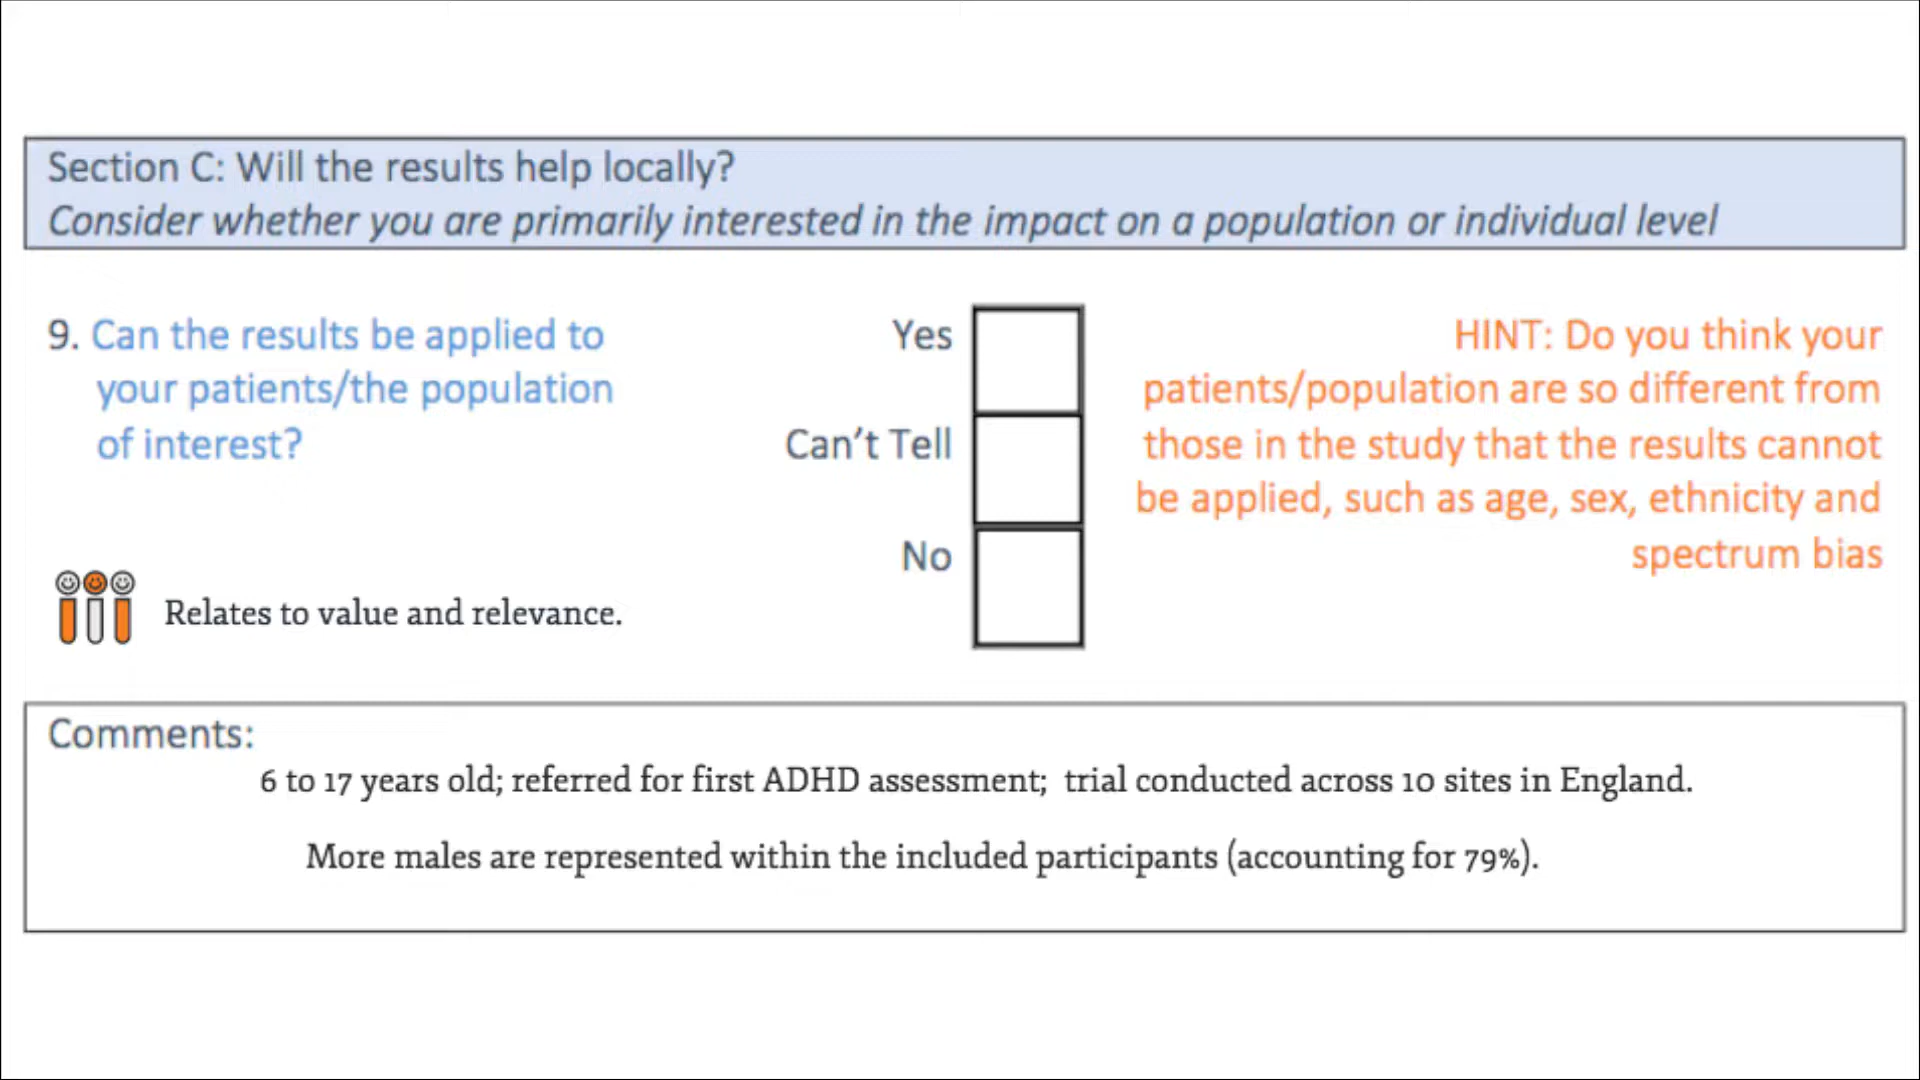 Section C: Will the results help locally?
Consider whether you are primarily interested in the impact on a population or individual level
9. Can the results be applied to
your patients/the population
of interest?
Yes
Can't Tell
No
HINT: Do you think your
patients/population are so different from
those in the study that the results cannot
be applied, such as age, sex, ethnicity and
spectrum bias
Relates to value and relevance.
Comments:
6 to 17 years old; referred for first ADHD assessment; trial conducted across 10 sites in England.
More males are represented within the included participants (accounting for 79%).